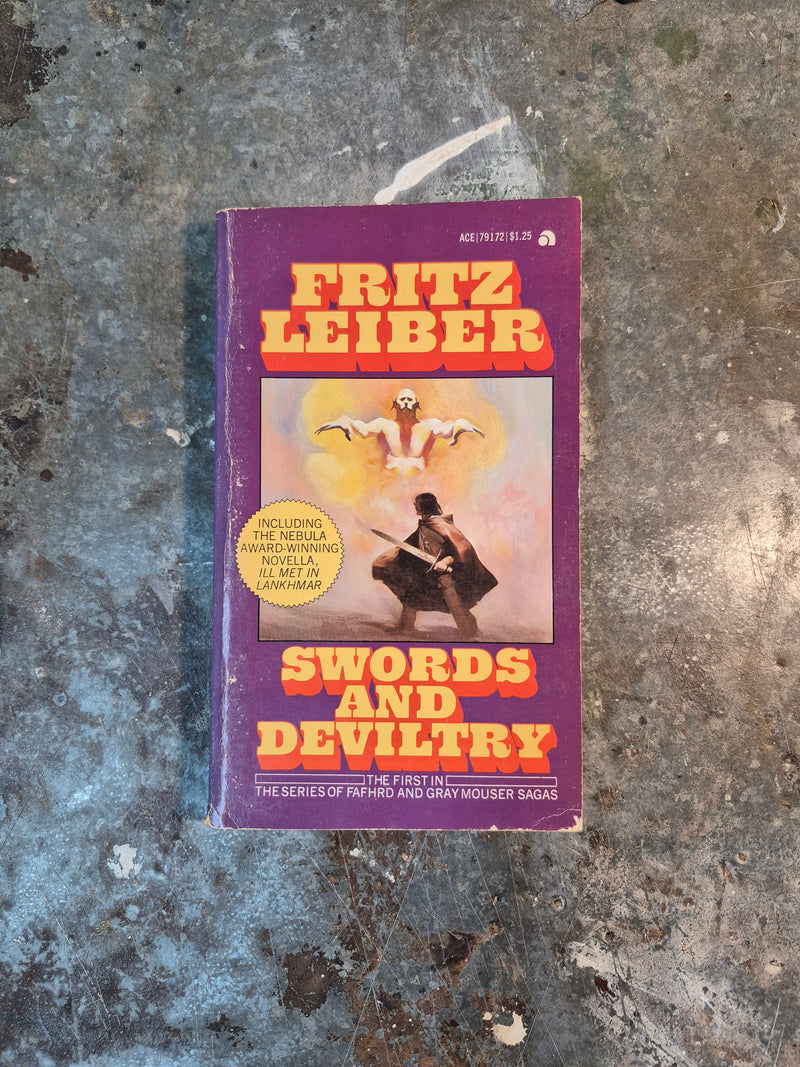 ACE|79172|$1.25
FRITZ
LEIBER
INCLUDING
THE NEBULA
AWARD-WINNING
NOVELLA,
ILL MET IN
LANKHMAR
SWORDS
AND
DEVILTRY
THE FIRST IN
THE SERIES OF FAFHRD AND GRAY MOUSER SAGAS